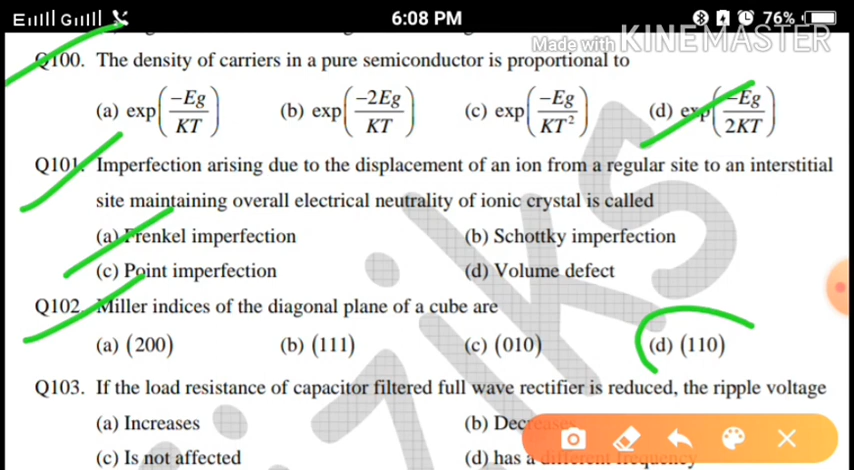 6:08 PM
76%
Made with KINEMASTER
Q100. The density of carriers in a pure semiconductor is proportional to
(a) exp(−Eg/KT) (b) exp(−2Eg/KT) (c) exp(−Eg/KT²) (d) exp(−Eg/2KT)
Q101. Imperfection arising due to the displacement of an ion from a regular site to an interstitial
site maintaining overall electrical neutrality of ionic crystal is called
(a) Frenkel imperfection (b) Schottky imperfection
(c) Point imperfection (d) Volume defect
Q102. Miller indices of the diagonal plane of a cube are
(a) (200) (b) (111) (c) (010) (d) (110)
Q103. If the load resistance of capacitor filtered full wave rectifier is reduced, the ripple voltage
(a) Increases (b) Decreases
(c) Is not affected (d) has a different frequency